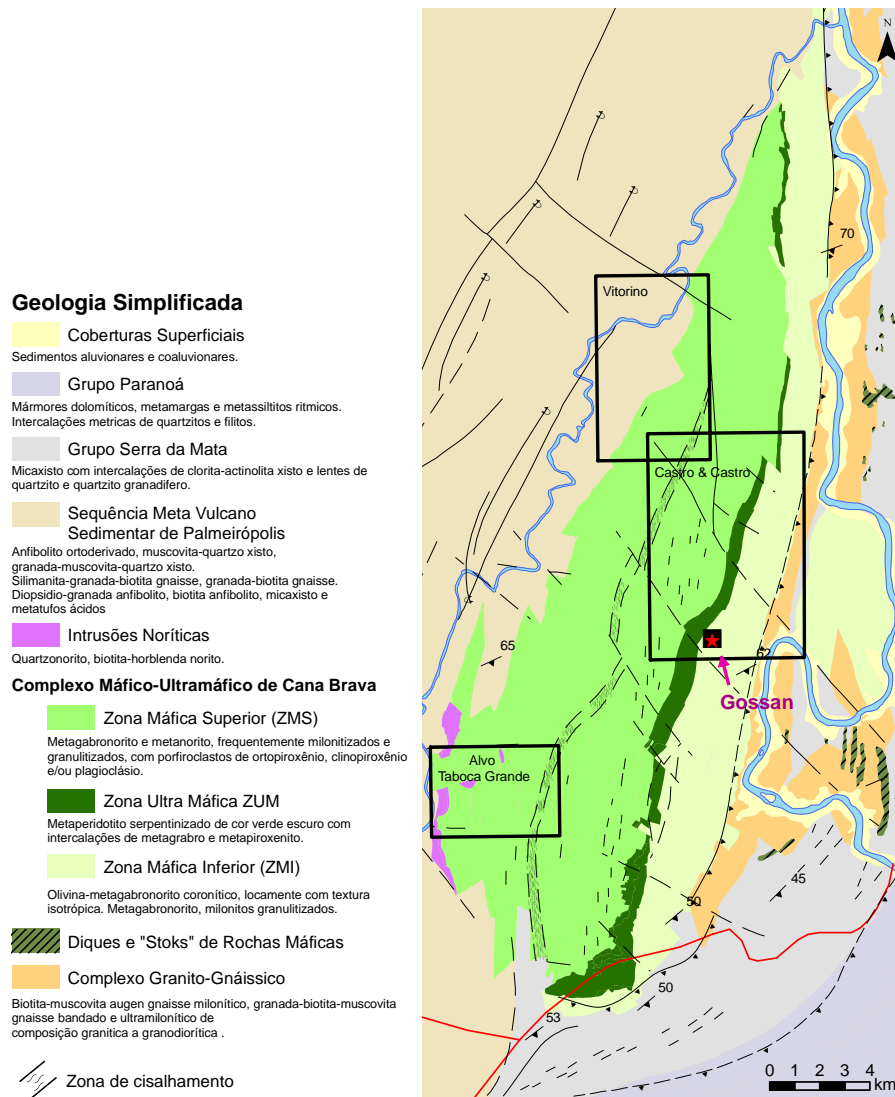 Geologia Simplificada
Coberturas Superficiais
Sedimentos aluvionares e coaluvionares.
Grupo Paranoá
Mármores dolomíticos, metamargas e metassiltitos ritmicos.
Intercalações metricas de quartzitos e filitos.
Grupo Serra da Mata
Micaxisto com intercalações de clorita-actinolita xisto e lentes de
quartzito e quartzito granadifero.
Sequência Meta Vulcano
Sedimentar de Palmeirópolis
Anfibolito ortoderivado, muscovita-quartzo xisto,
granada-muscovita-quartzo xisto.
Silimanita-granada-biotita gnaisse, granada-biotita gnaisse.
Diopsidio-granada anfibolito, biotita anfibolito, micaxisto e
metatufos ácidos
Intrusões Noríticas
Quartzonorito, biotita-horblenda norito.
Complexo Máfico-Ultramáfico de Cana Brava
Zona Máfica Superior (ZMS)
Metagabronorito e metanorito, frequentemente milonitizados e
granulitizados, com porfiroclastos de ortopiroxênio, clinopiroxênio
e/ou plagioclásio.
Zona Ultra Máfica ZUM
Metaperidotito serpentinizado de cor verde escuro com
intercalações de metagrabro e metapiroxenito.
Zona Máfica Inferior (ZMI)
Olivina-metagabronorito coronítico, locamente com textura
isotrópica. Metagabronorito, milonitos granulitizados.
Diques e "Stoks" de Rochas Máficas
Complexo Granito-Gnáissico
Biotita-muscovita augen gnaisse milonítico, granada-biotita-muscovita
gnaisse bandado e ultramilonítico de
composição granitica a granodiorítica .
Zona de cisalhamento
N
70
Vitorino
Castro & Castro
65
62
Gossan
Alvo
Taboca Grande
45
50
50
53
0 1 2 3 4
km